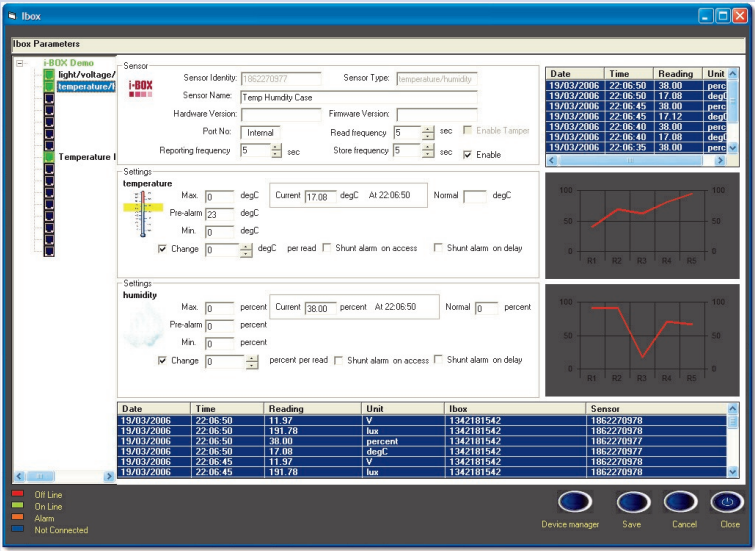 Ibox
Ibox Parameters
i-BOX Demo
light/voltage/
temperature/h
Temperature I
Sensor
i-BOX
Sensor Identity: 1862270977 Sensor Type: temperature/humidity
Sensor Name: Temp Humdity Case
Hardware Version: Firmware Version:
Port No: Internal Read frequency 5 sec Enable Tamper
Reporting frequency 5 sec Store frequency 5 sec Enable
Date Time Reading Unit
19/03/2006 22:06:50 38.00 perc
19/03/2006 22:06:50 17.08 deg
19/03/2006 22:06:45 38.00 perc
19/03/2006 22:06:45 17.12 deg
19/03/2006 22:06:40 38.00 perc
19/03/2006 22:06:40 17.08 deg
19/03/2006 22:06:35 38.00 perc
Settings
temperature
Max. 0 degC Current 17.08 degC At 22:06:50 Normal degC
Pre-alarm 23 degC
Min. 0 degC
Change 0 degC per read Shunt alarm on access Shunt alarm on delay
100 100
50 50
0 0
R1 R2 R3 R4 R5
Settings
humidity
Max. 0 percent Current 38.00 percent At 22:06:50 Normal 0 percent
Pre-alarm 0 percent
Min. 0 percent
Change 0 percent per read Shunt alarm on access Shunt alarm on delay
100 100
50 50
0 0
R1 R2 R3 R4 R5
Date Time Reading Unit Ibox Sensor
19/03/2006 22:06:50 11.97 V 1342181542 1862270978
19/03/2006 22:06:50 191.78 lux 1342181542 1862270978
19/03/2006 22:06:50 38.00 percent 1342181542 1862270977
19/03/2006 22:06:50 17.08 degC 1342181542 1862270977
19/03/2006 22:06:45 11.97 V 1342181542 1862270978
19/03/2006 22:06:45 191.78 lux 1342181542 1862270978
Off Line
On Line
Alarm
Not Connected
Device manager Save Cancel Close